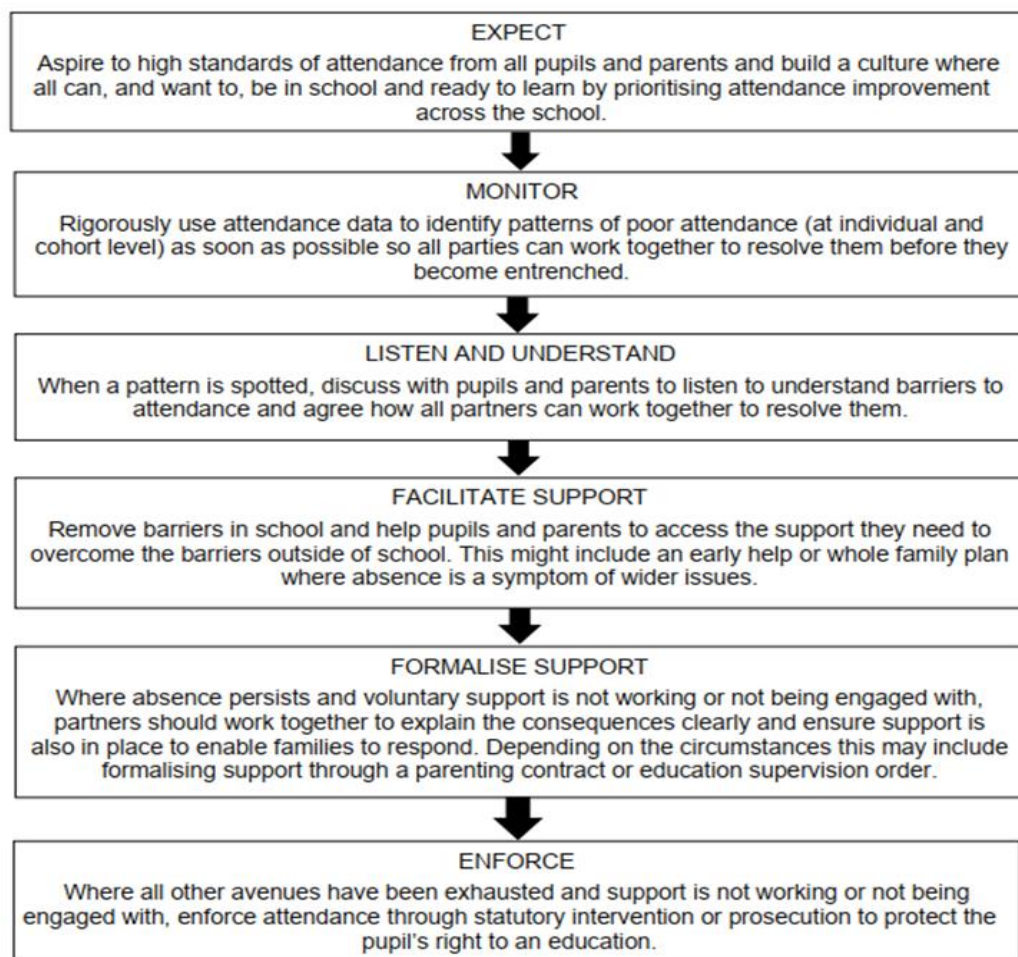 EXPECT
Aspire to high standards of attendance from all pupils and parents and build a culture where
all can, and want to, be in school and ready to learn by prioritising attendance improvement
across the school.
MONITOR
Rigorously use attendance data to identify patterns of poor attendance (at individual and
cohort level) as soon as possible so all parties can work together to resolve them before they
become entrenched.
LISTEN AND UNDERSTAND
When a pattern is spotted, discuss with pupils and parents to listen to understand barriers to
attendance and agree how all partners can work together to resolve them.
FACILITATE SUPPORT
Remove barriers in school and help pupils and parents to access the support they need to
overcome the barriers outside of school. This might include an early help or whole family plan
where absence is a symptom of wider issues.
FORMALISE SUPPORT
Where absence persists and voluntary support is not working or not being engaged with,
partners should work together to explain the consequences clearly and ensure support is
also in place to enable families to respond. Depending on the circumstances this may include
formalising support through a parenting contract or education supervision order.
ENFORCE
Where all other avenues have been exhausted and support is not working or not being
engaged with, enforce attendance through statutory intervention or prosecution to protect the
pupil's right to an education.